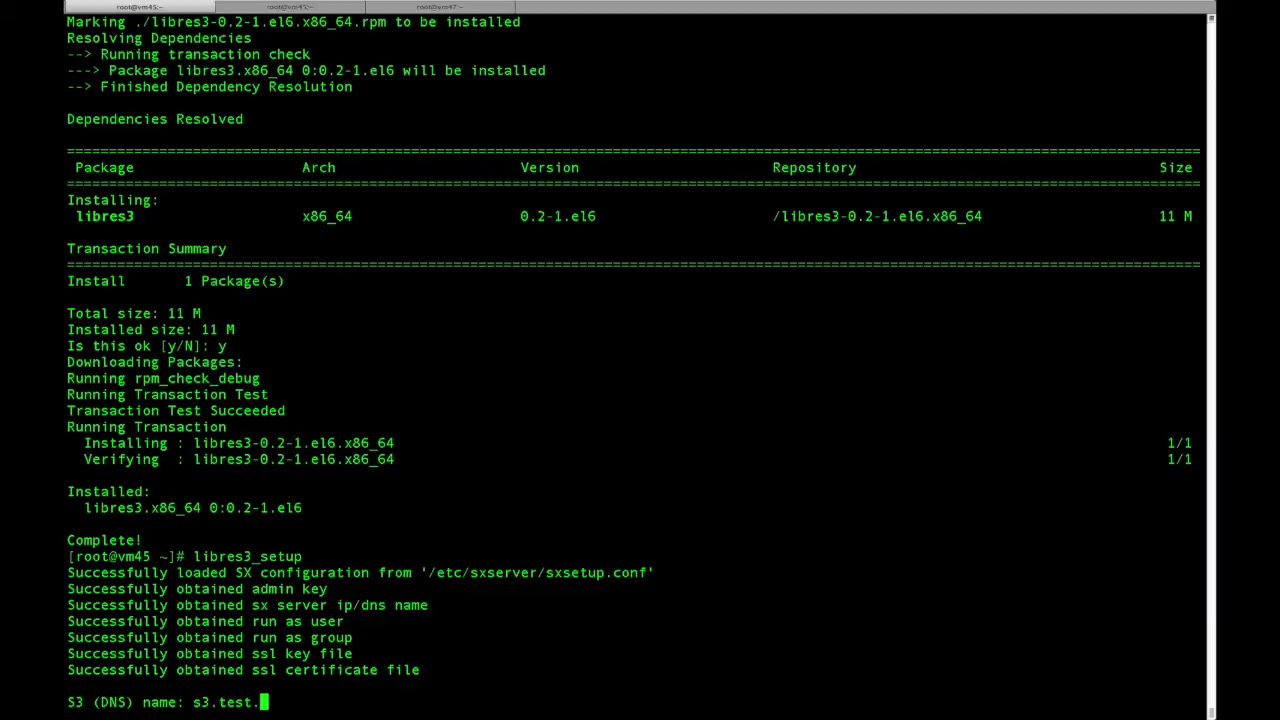 root@vm45:~ root@vm45:~ root@vm47:~
Marking ./libres3-0.2-1.el6.x86_64.rpm to be installed
Resolving Dependencies
--> Running transaction check
---> Package libres3.x86_64 0:0.2-1.el6 will be installed
--> Finished Dependency Resolution
Dependencies Resolved
================================================================================
Package Arch Version Repository Size
================================================================================
Installing:
libres3 x86_64 0.2-1.el6 /libres3-0.2-1.el6.x86_64 11 M
Transaction Summary
================================================================================
Install 1 Package(s)
Total size: 11 M
Installed size: 11 M
Is this ok [y/N]: y
Downloading Packages:
Running rpm_check_debug
Running Transaction Test
Transaction Test Succeeded
Running Transaction
Installing : libres3-0.2-1.el6.x86_64 1/1
Verifying : libres3-0.2-1.el6.x86_64 1/1
Installed:
libres3.x86_64 0:0.2-1.el6
Complete!
[root@vm45 ~]# libres3_setup
Successfully loaded SX configuration from '/etc/sxserver/sxsetup.conf'
Successfully obtained admin key
Successfully obtained sx server ip/dns name
Successfully obtained run as user
Successfully obtained run as group
Successfully obtained ssl key file
Successfully obtained ssl certificate file
S3 (DNS) name: s3.test.